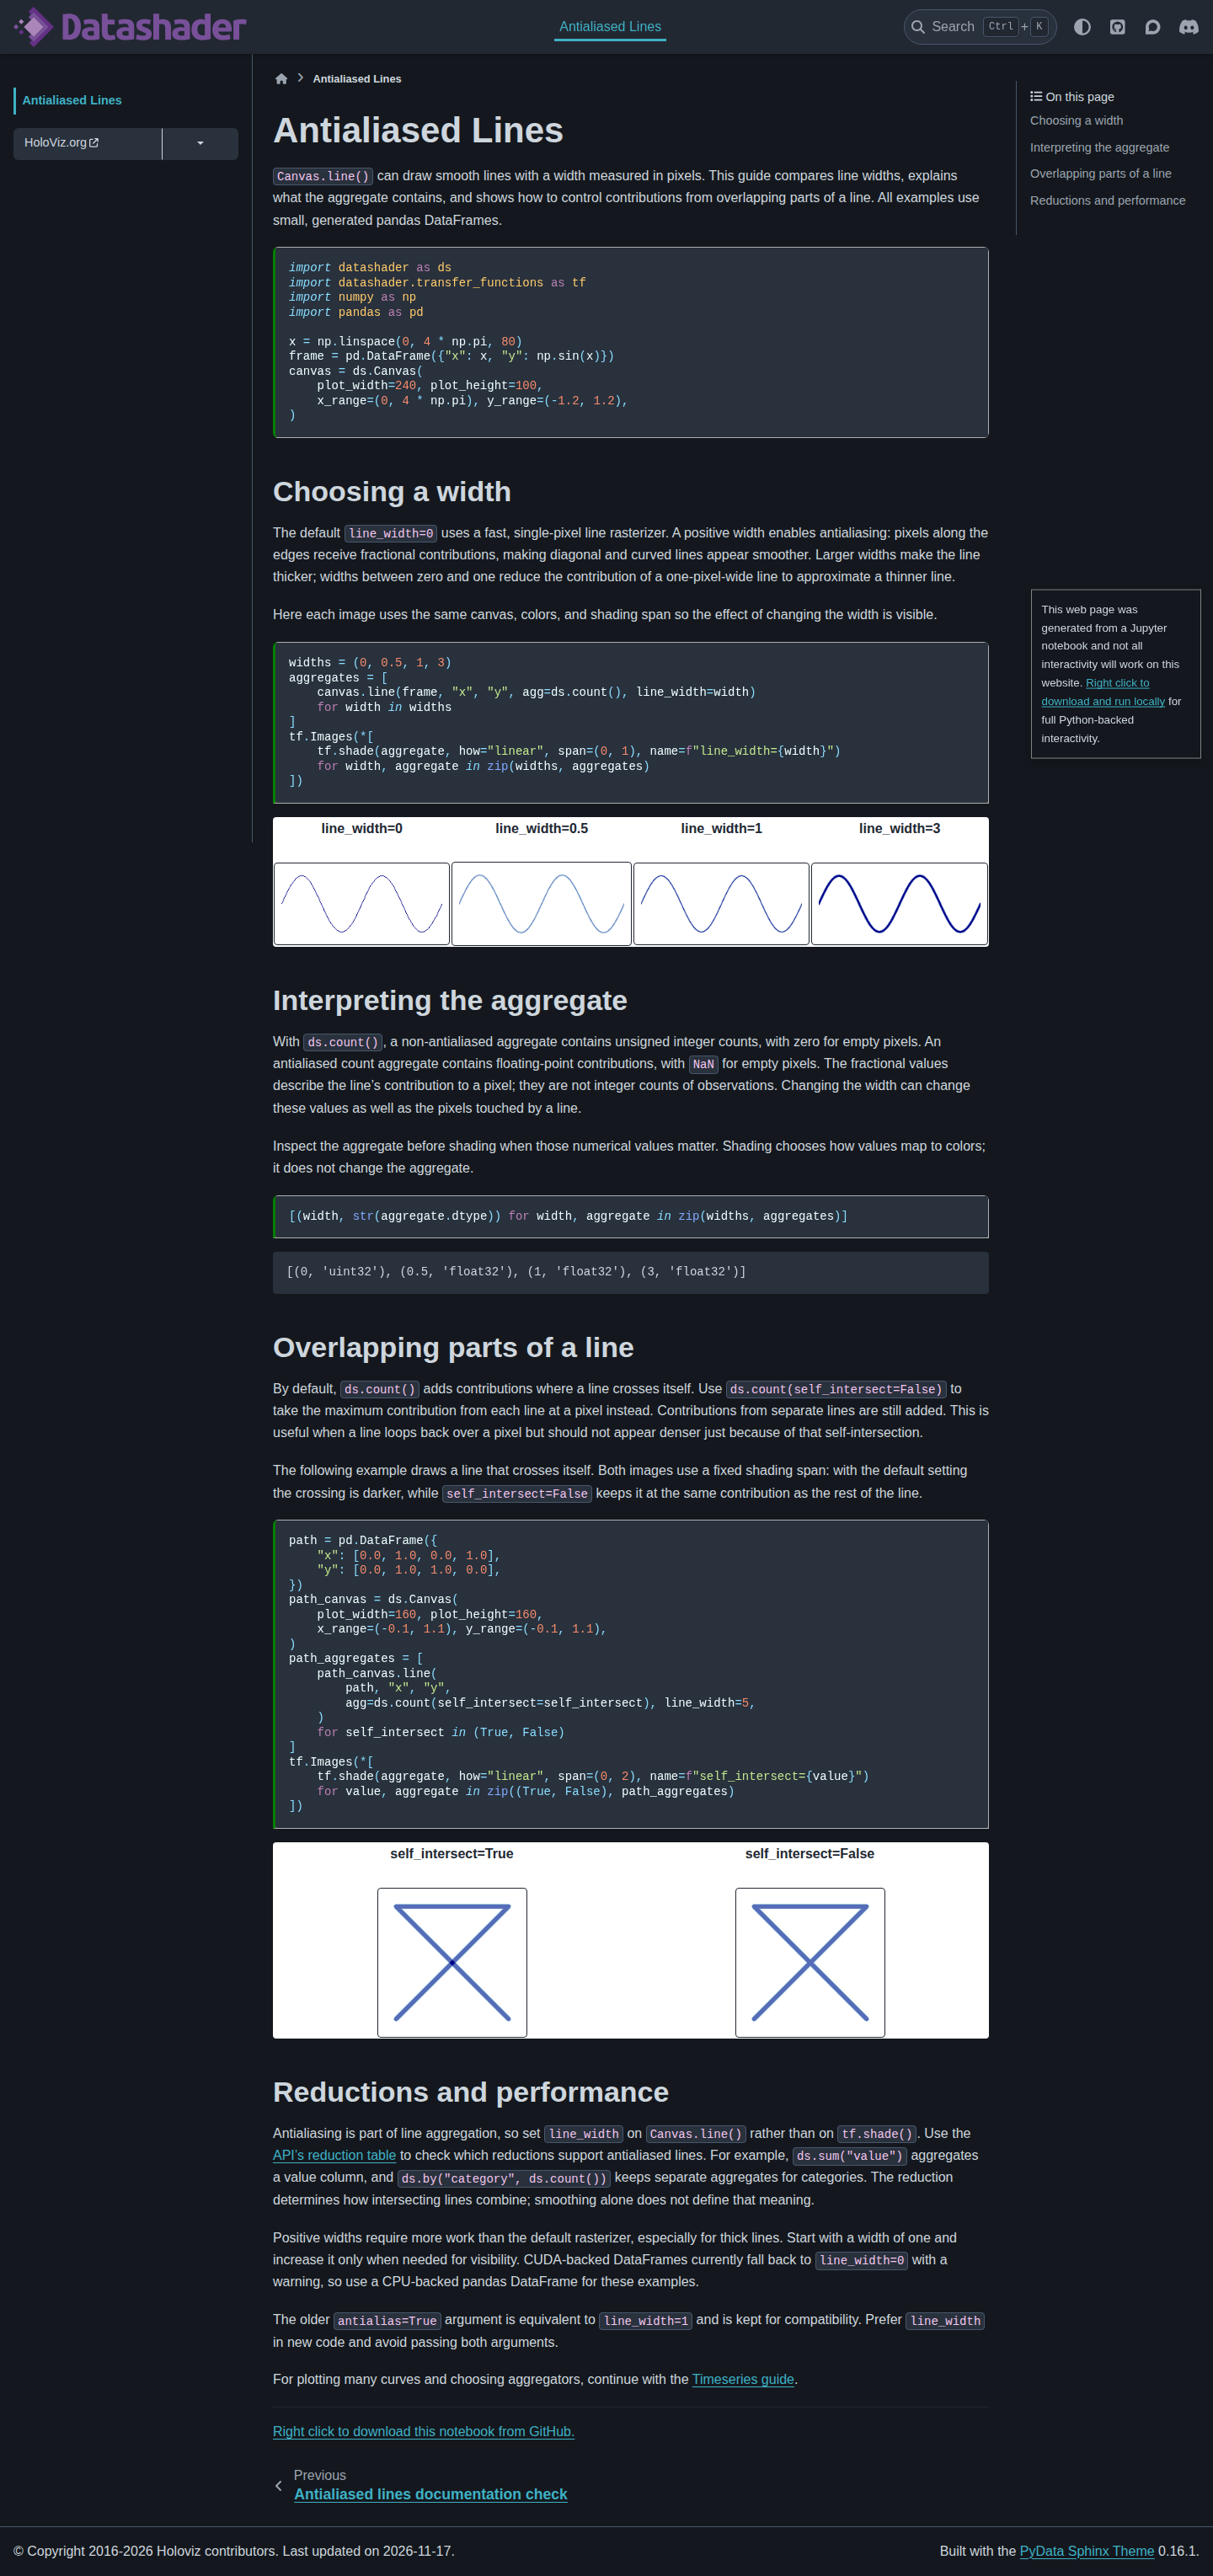 Datashader
Antialiased Lines
Search Ctrl + K
Antialiased Lines
HoloViz.org
Antialiased Lines
Antialiased Lines
Canvas.line() can draw smooth lines with a width measured in pixels. This guide compares line widths, explains
what the aggregate contains, and shows how to control contributions from overlapping parts of a line. All examples use
small, generated pandas DataFrames.
import datashader as ds
import datashader.transfer_functions as tf
import numpy as np
import pandas as pd
x = np.linspace(0, 4 * np.pi, 80)
frame = pd.DataFrame({"x": x, "y": np.sin(x)})
canvas = ds.Canvas(
    plot_width=240, plot_height=100,
    x_range=(0, 4 * np.pi), y_range=(-1.2, 1.2),
)
Choosing a width
The default line_width=0 uses a fast, single-pixel line rasterizer. A positive width enables antialiasing: pixels along the
edges receive fractional contributions, making diagonal and curved lines appear smoother. Larger widths make the line
thicker; widths between zero and one reduce the contribution of a one-pixel-wide line to approximate a thinner line.
Here each image uses the same canvas, colors, and shading span so the effect of changing the width is visible.
widths = (0, 0.5, 1, 3)
aggregates = [
    canvas.line(frame, "x", "y", agg=ds.count(), line_width=width)
    for width in widths
]
tf.Images(*[
    tf.shade(aggregate, how="linear", span=(0, 1), name=f"line_width={width}")
    for width, aggregate in zip(widths, aggregates)
])
line_width=0 line_width=0.5 line_width=1 line_width=3
Interpreting the aggregate
With ds.count(), a non-antialiased aggregate contains unsigned integer counts, with zero for empty pixels. An
antialiased count aggregate contains floating-point contributions, with NaN for empty pixels. The fractional values
describe the line’s contribution to a pixel; they are not integer counts of observations. Changing the width can change
these values as well as the pixels touched by a line.
Inspect the aggregate before shading when those numerical values matter. Shading chooses how values map to colors;
it does not change the aggregate.
[(width, str(aggregate.dtype)) for width, aggregate in zip(widths, aggregates)]
[(0, 'uint32'), (0.5, 'float32'), (1, 'float32'), (3, 'float32')]
Overlapping parts of a line
By default, ds.count() adds contributions where a line crosses itself. Use ds.count(self_intersect=False) to
take the maximum contribution from each line at a pixel instead. Contributions from separate lines are still added. This is
useful when a line loops back over a pixel but should not appear denser just because of that self-intersection.
The following example draws a line that crosses itself. Both images use a fixed shading span: with the default setting
the crossing is darker, while self_intersect=False keeps it at the same contribution as the rest of the line.
path = pd.DataFrame({
    "x": [0.0, 1.0, 0.0, 1.0],
    "y": [0.0, 1.0, 1.0, 0.0],
})
path_canvas = ds.Canvas(
    plot_width=160, plot_height=160,
    x_range=(-0.1, 1.1), y_range=(-0.1, 1.1),
)
path_aggregates = [
    path_canvas.line(
        path, "x", "y",
        agg=ds.count(self_intersect=self_intersect), line_width=5,
    )
    for self_intersect in (True, False)
]
tf.Images(*[
    tf.shade(aggregate, how="linear", span=(0, 2), name=f"self_intersect={value}")
    for value, aggregate in zip((True, False), path_aggregates)
])
self_intersect=True self_intersect=False
Reductions and performance
Antialiasing is part of line aggregation, so set line_width on Canvas.line() rather than on tf.shade(). Use the
API’s reduction table to check which reductions support antialiased lines. For example, ds.sum("value") aggregates
a value column, and ds.by("category", ds.count()) keeps separate aggregates for categories. The reduction
determines how intersecting lines combine; smoothing alone does not define that meaning.
Positive widths require more work than the default rasterizer, especially for thick lines. Start with a width of one and
increase it only when needed for visibility. CUDA-backed DataFrames currently fall back to line_width=0 with a
warning, so use a CPU-backed pandas DataFrame for these examples.
The older antialias=True argument is equivalent to line_width=1 and is kept for compatibility. Prefer line_width
in new code and avoid passing both arguments.
For plotting many curves and choosing aggregators, continue with the Timeseries guide.
Right click to download this notebook from GitHub.
Previous
Antialiased lines documentation check
On this page
Choosing a width
Interpreting the aggregate
Overlapping parts of a line
Reductions and performance
This web page was
generated from a Jupyter
notebook and not all
interactivity will work on this
website. Right click to
download and run locally for
full Python-backed
interactivity.
© Copyright 2016-2026 Holoviz contributors. Last updated on 2026-11-17.
Built with the PyData Sphinx Theme 0.16.1.